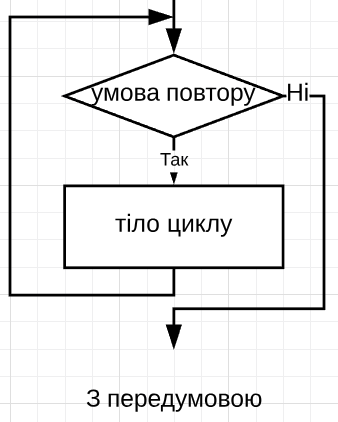 умова повтору
Ні
Так
тіло циклу
З передумовою